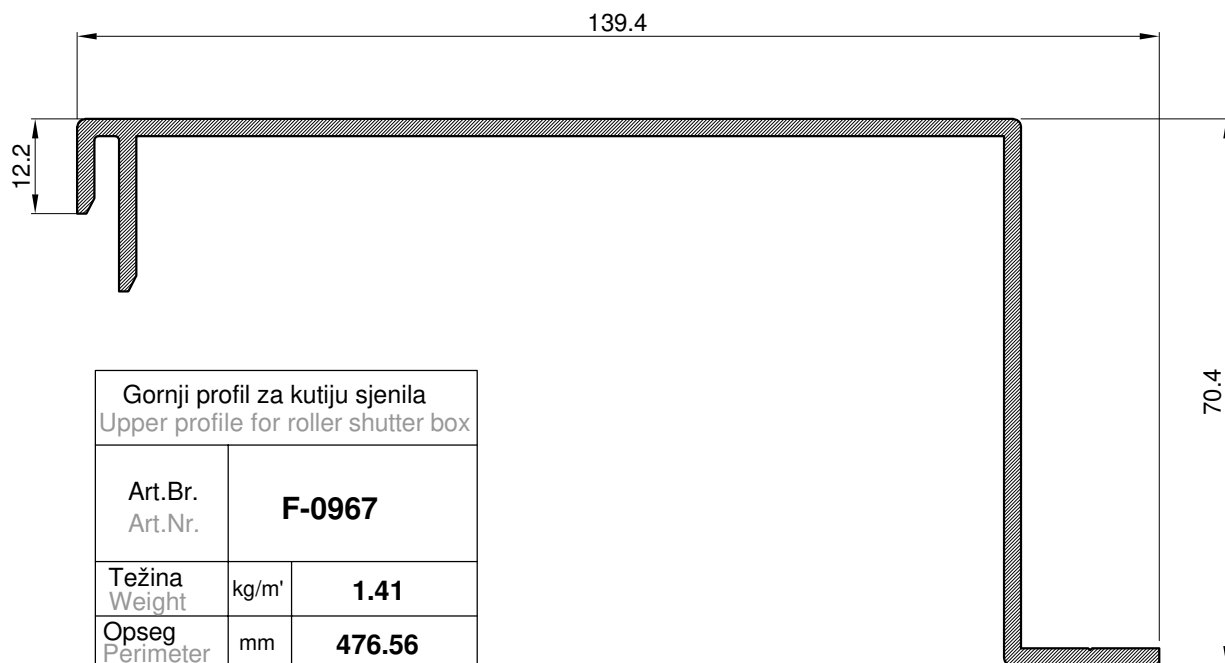 139.4
12.2
70.4
Gornji profil za kutiju sjenila
Upper profile for roller shutter box
Art.Br.
Art.Nr.
F-0967
Težina
Weight
kg/m'
1.41
Opseg
Perimeter
mm
476.56